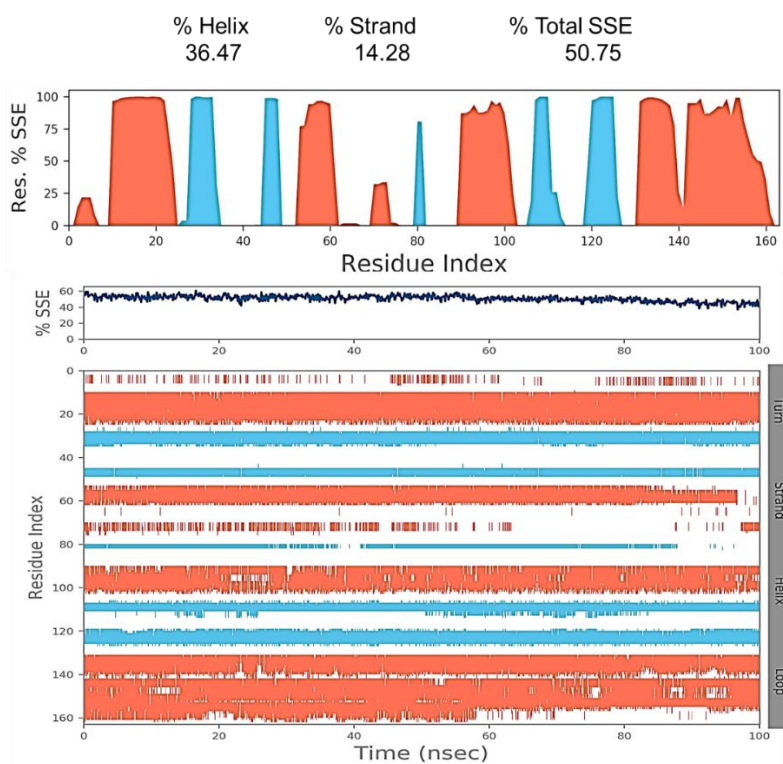 % Helix % Strand % Total SSE
36.47 14.28 50.75
Res. % SSE
100
75
50
25
0
0 20 40 60 80 100 120 140 160
Residue Index
% SSE
60
40
20
0
0 20 40 60 80 100
Residue Index
0
20
40
60
80
100
120
140
160
Turn
Strand
Helix
Loop
0 20 40 60 80 100
Time (nsec)